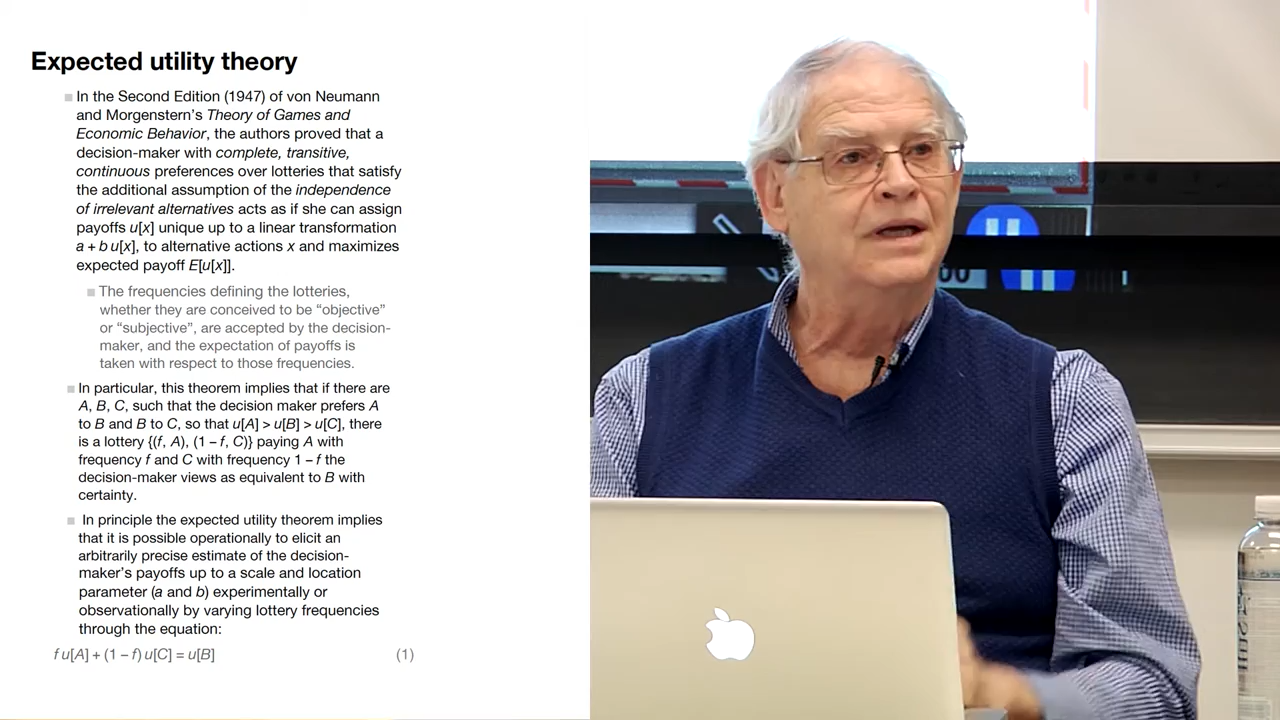 Expected utility theory
In the Second Edition (1947) of von Neumann
and Morgenstern's Theory of Games and
Economic Behavior, the authors proved that a
decision-maker with complete, transitive,
continuous preferences over lotteries that satisfy
the additional assumption of the independence
of irrelevant alternatives acts as if she can assign
payoffs u[x] unique up to a linear transformation
a + b u[x], to alternative actions x and maximizes
expected payoff E[u[x]].
The frequencies defining the lotteries,
whether they are conceived to be “objective”
or “subjective”, are accepted by the decision-
maker, and the expectation of payoffs is
taken with respect to those frequencies.
In particular, this theorem implies that if there are
A, B, C, such that the decision maker prefers A
to B and B to C, so that u[A] > u[B] > u[C], there
is a lottery {(f, A), (1 – f, C)} paying A with
frequency f and C with frequency 1 – f the
decision-maker views as equivalent to B with
certainty.
In principle the expected utility theorem implies
that it is possible operationally to elicit an
arbitrarily precise estimate of the decision-
maker's payoffs up to a scale and location
parameter (a and b) experimentally or
observationally by varying lottery frequencies
through the equation:
f u[A] + (1 – f) u[C] = u[B] (1)